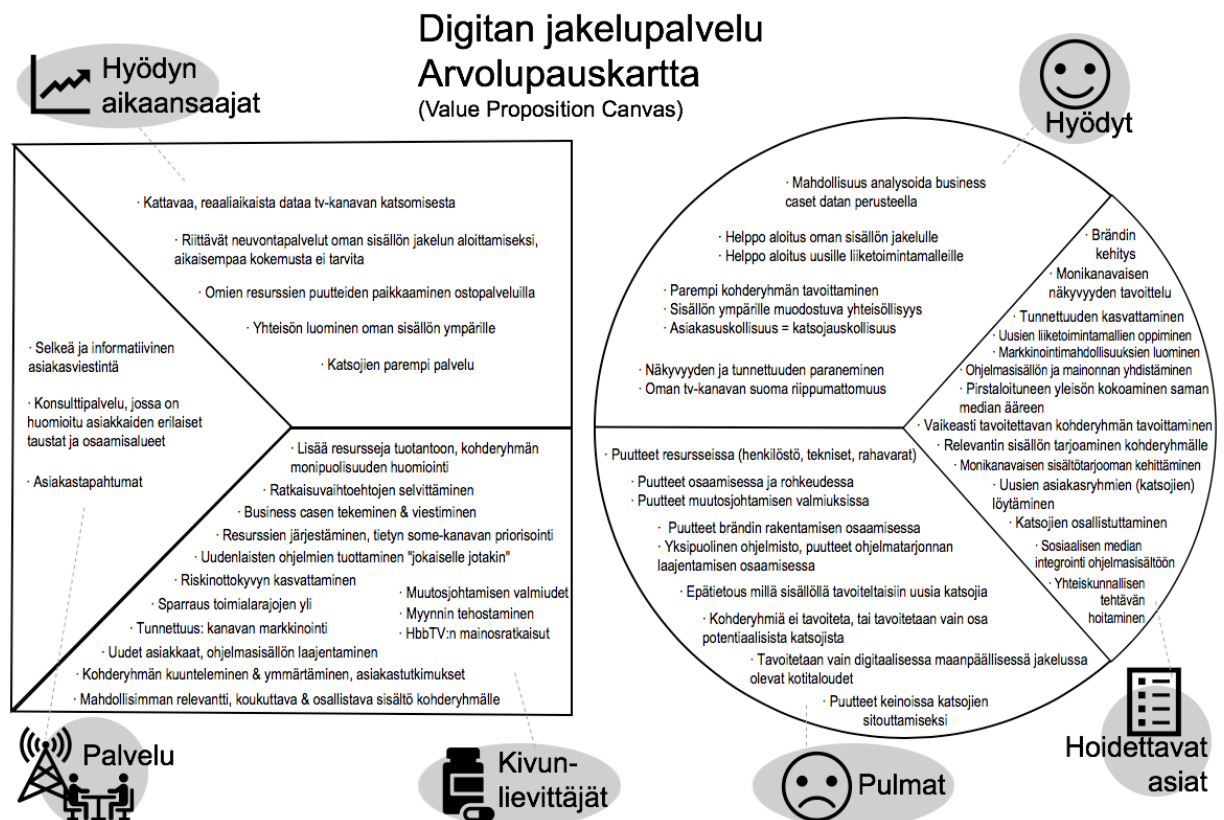 Digitan jakelupalvelu
Arvolupauskartta
(Value Proposition Canvas)
Hyödyn
aikaansaajat
· Kattavaa, reaaliaikaista dataa tv-kanavan katsomisesta
· Riittävät neuvontapalvelut oman sisällön jakelun aloittamiseksi,
aikaisempaa kokemusta ei tarvita
· Omien resurssien puutteiden paikkaaminen ostopalveluilla
· Yhteisön luominen oman sisällön ympärille
· Katsojien parempi palvelu
· Selkeä ja informatiivinen
asiakasviestintä
· Konsulttipalvelu, jossa on
huomioitu asiakkaiden erilaiset
taustat ja osaamisalueet
· Asiakastapahtumat
· Lisää resursseja tuotantoon, kohderyhmän
monipuolisuuden huomiointi
· Ratkaisuvaihtoehtojen selvittäminen
· Business casen tekeminen & viestiminen
· Resurssien järjestäminen, tietyn some-kanavan priorisointi
· Uudenlaisten ohjelmien tuottaminen "jokaiselle jotakin"
· Riskinottokyvyn kasvattaminen
· Sparraus toimialarajojen yli
· Tunnettuus: kanavan markkinointi
· Muutosjohtamisen valmiudet
· Myynnin tehostaminen
· HbbTV:n mainosratkaisut
· Uudet asiakkaat, ohjelmasisällön laajentaminen
· Kohderyhmän kuunteleminen & ymmärtäminen, asiakastutkimukset
· Mahdollisimman relevantti, koukuttava & osallistava sisältö kohderyhmälle
Palvelu
Kivun-
lievittäjät
Hyödyt
· Mahdollisuus analysoida business
caset datan perusteella
· Helppo aloitus oman sisällön jakelulle
· Helppo aloitus uusille liiketoimintamalleille
· Parempi kohderyhmän tavoittaminen
· Sisällön ympärille muodostuva yhteisöllisyys
· Asiakasuskollisuus = katsojauskollisuus
· Näkyvyyden ja tunnettuuden paraneminen
· Oman tv-kanavan suoma riippumattomuus
· Brändin
kehitys
· Monikanavaisen
näkyvyyden tavoittelu
· Tunnettuuden kasvattaminen
· Uusien liiketoimintamallien oppiminen
· Markkinointimahdollisuuksien luominen
· Ohjelmasisällön ja mainonnan yhdistäminen
· Pirstaloituneen yleisön kokoaminen saman
median ääreen
· Vaikeasti tavoitettavan kohderyhmän tavoittaminen
· Relevantin sisällön tarjoaminen kohderyhmälle
· Monikanavaisen sisältötarjooman kehittäminen
· Uusien asiakasryhmien (katsojien)
löytäminen
· Katsojien osallistuttaminen
· Sosiaalisen median
integrointi ohjelmasisältöön
· Yhteiskunnallisen
tehtävän
hoitaminen
· Puutteet resursseissa (henkilöstö, tekniset, rahavarat)
· Puutteet osaamisessa ja rohkeudessa
· Puutteet muutosjohtamisen valmiuksissa
· Puutteet brändin rakentamisen osaamisessa
· Yksipuolinen ohjelmisto, puutteet ohjelmatarjonnan
laajentamisen osaamisessa
· Epätietous millä sisällöllä tavoiteltaisiin uusia katsojia
· Kohderyhmiä ei tavoiteta, tai tavoitetaan vain osa
potentiaalisista katsojista
· Tavoitetaan vain digitaalisessa maanpäällisessä jakelussa
olevat kotitaloudet
· Puutteet keinoissa katsojien
sitouttamiseksi
Pulmat
Hoidettavat
asiat